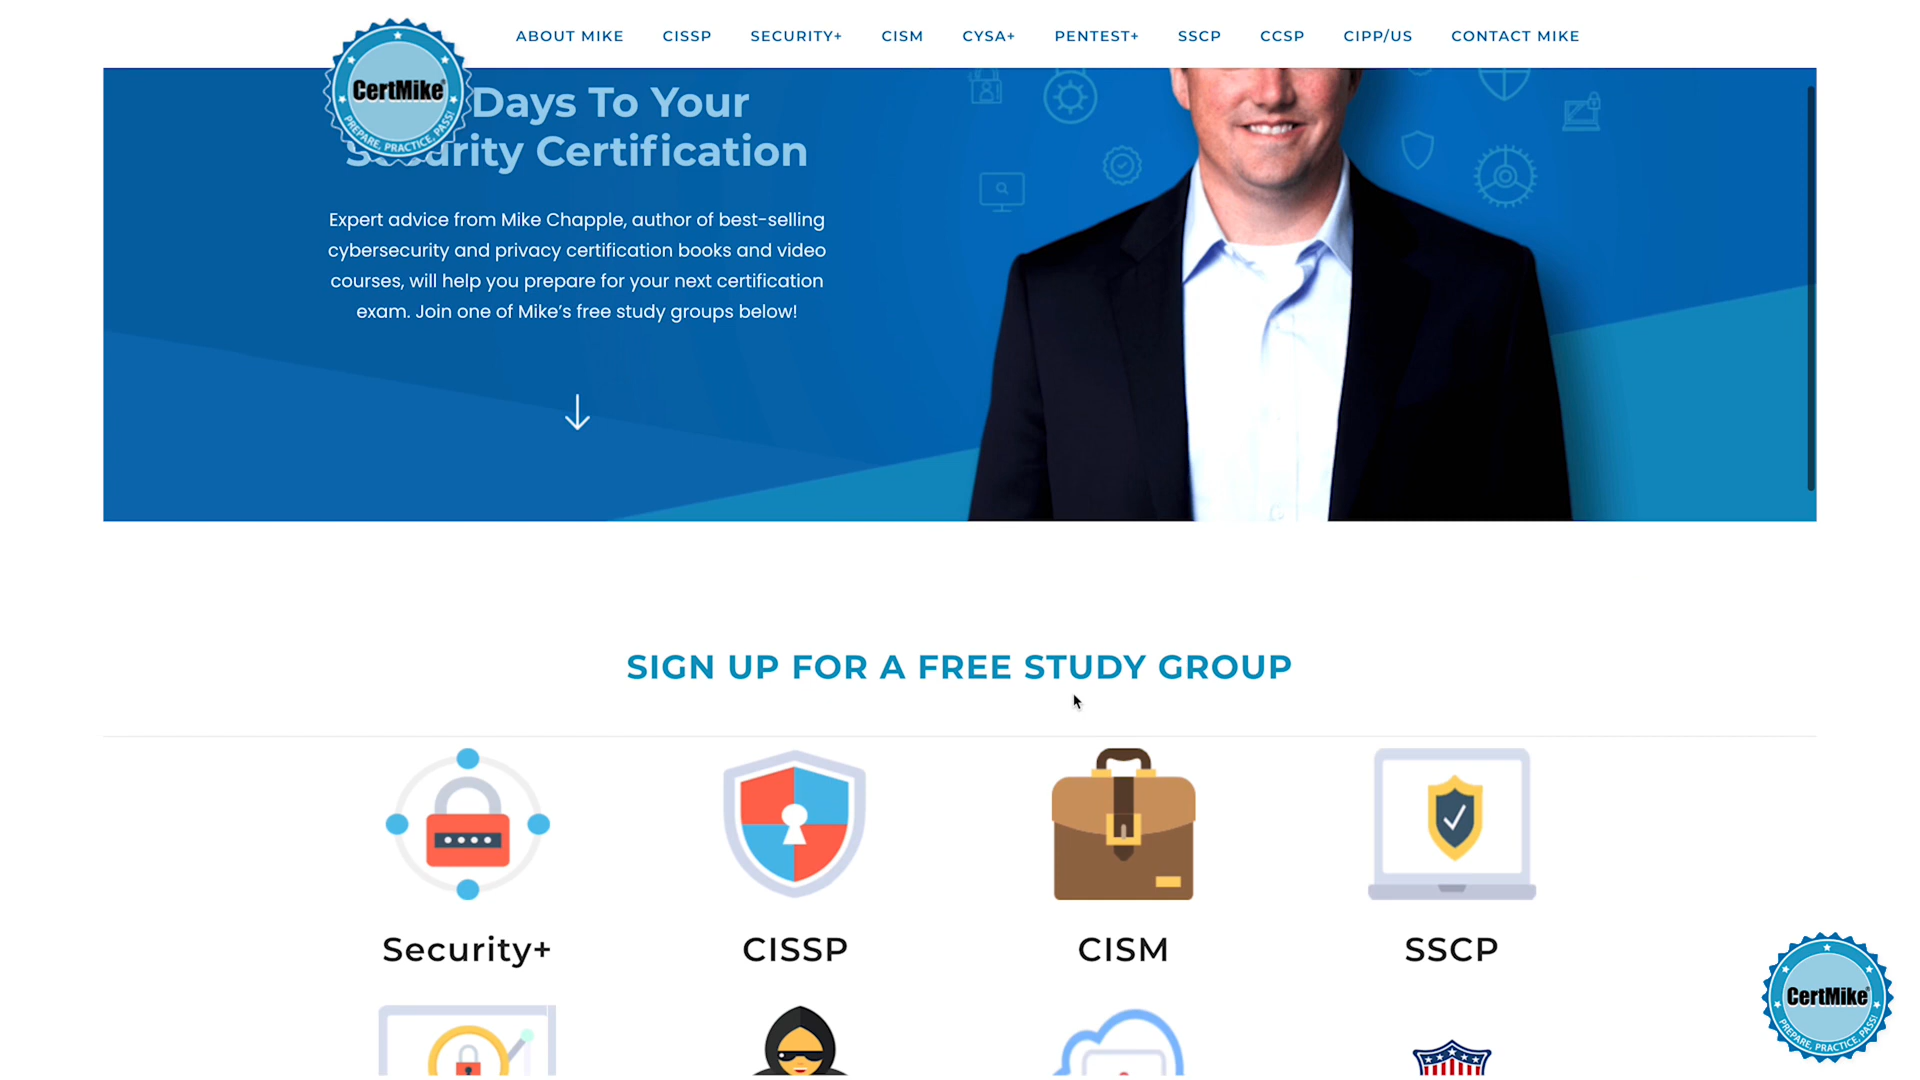 ABOUT MIKE CISSP SECURITY+ CISM CYSA+ PENTEST+ SSCP CCSP CIPP/US CONTACT MIKE
CertMike
PREPARE, PRACTICE, PASS!
Days To Your
Security Certification
Expert advice from Mike Chapple, author of best-selling
cybersecurity and privacy certification books and video
courses, will help you prepare for your next certification
exam. Join one of Mike’s free study groups below!
SIGN UP FOR A FREE STUDY GROUP
Security+ CISSP CISM SSCP
CertMike
PREPARE, PRACTICE, PASS!